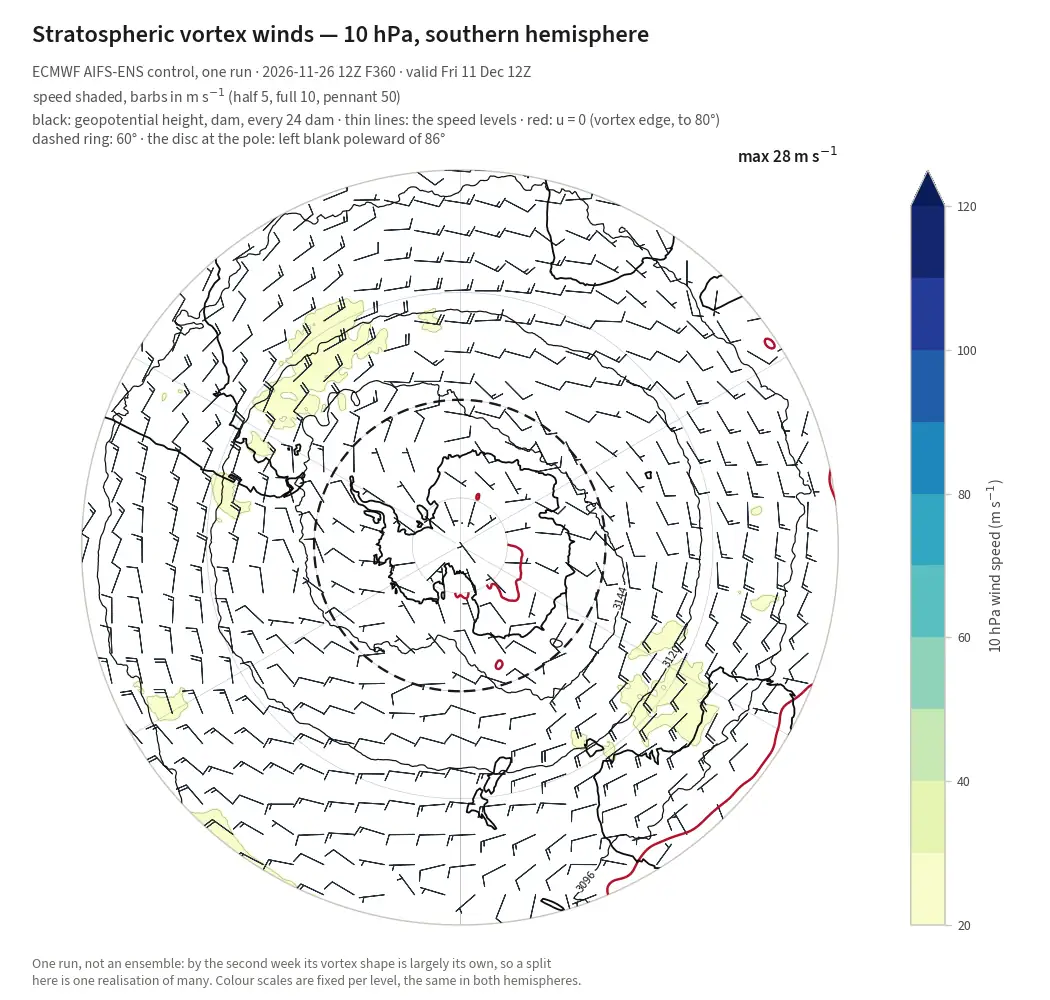 Stratospheric vortex winds — 10 hPa, southern hemisphere
ECMWF AIFS-ENS control, one run · 2026-11-26 12Z F360 · valid Fri 11 Dec 12Z
speed shaded, barbs in m s⁻¹ (half 5, full 10, pennant 50)
black: geopotential height, dam, every 24 dam · thin lines: the speed levels · red: u = 0 (vortex edge, to 80°)
dashed ring: 60° · the disc at the pole: left blank poleward of 86°
max 28 m s⁻¹
120
100
80
60
40
20
10 hPa wind speed (m s⁻¹)
3144
3120
3096
One run, not an ensemble: by the second week its vortex shape is largely its own, so a split
here is one realisation of many. Colour scales are fixed per level, the same in both hemispheres.